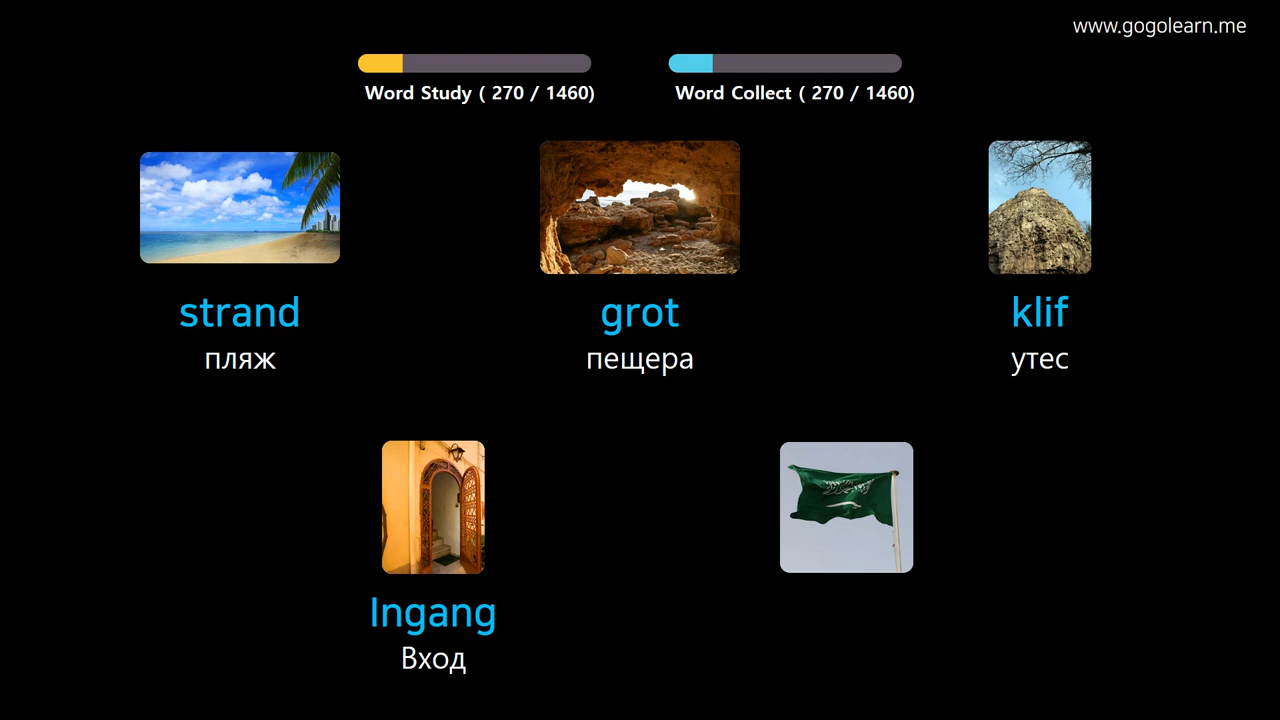 www.gogolearn.me
Word Study ( 270 / 1460)
Word Collect ( 270 / 1460)
strand
grot
klif
пляж
пещера
утес
Ingang
Вход